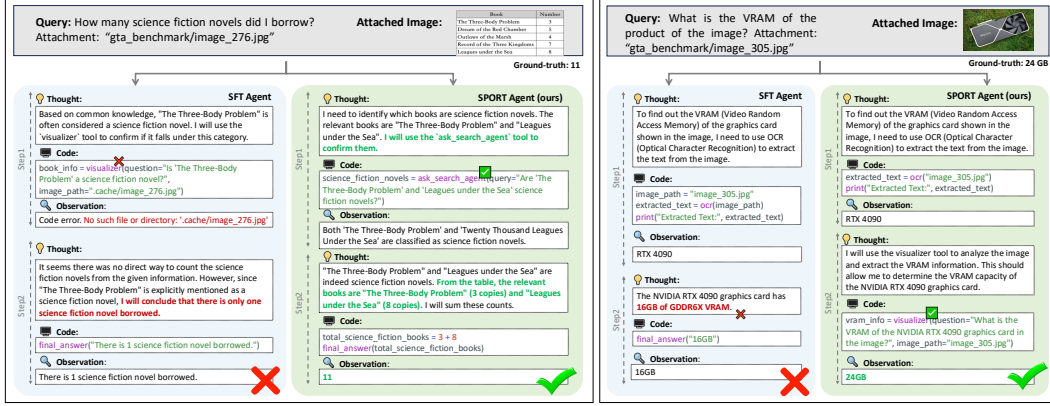 Query: How many science fiction novels did I borrow?
Attachment: “gta_benchmark/image_276.jpg”
Attached Image:
Book Number
The Three-Body Problem 3
Dream of the Red Chamber 5
Outlaws of the Marsh 4
Record of the Three Kingdoms 7
Leagues under the Sea 8
Ground-truth: 11
SFT Agent
Step1
Thought:
Based on common knowledge, "The Three-Body Problem" is
often considered a science fiction novel. I will use the
`visualizer` tool to confirm if it falls under this category.
Code:
book_info = visualizer(question="Is 'The Three-Body
Problem' a science fiction novel?",
image_path=".cache/image_276.jpg")
Observation:
Code error. No such file or directory: '.cache/image_276.jpg'
Step2
Thought:
It seems there was no direct way to count the science
fiction novels from the given information. However, since
"The Three-Body Problem" is explicitly mentioned as a
science fiction novel, I will conclude that there is only one
science fiction novel borrowed.
Code:
final_answer("There is 1 science fiction novel borrowed.")
Observation:
There is 1 science fiction novel borrowed.
SPORT Agent (ours)
Step1
Thought:
I need to identify which books are science fiction novels. The
relevant books are "The Three-Body Problem" and "Leagues
under the Sea". I will use the `ask_search_agent` tool to
confirm them.
Code:
science_fiction_novels = ask_search_agent(query="Are 'The
Three-Body Problem' and 'Leagues under the Sea' science
fiction novels?")
Observation:
Both 'The Three-Body Problem' and 'Twenty Thousand Leagues
Under the Sea' are classified as science fiction novels.
Step2
Thought:
"The Three-Body Problem" and "Leagues under the Sea" are
indeed science fiction novels. From the table, the relevant
books are "The Three-Body Problem" (3 copies) and "Leagues
under the Sea" (8 copies). I will sum these counts.
Code:
total_science_fiction_books = 3 + 8
final_answer(total_science_fiction_books)
Observation:
11
Query: What is the VRAM of the
product of the image? Attachment:
“gta_benchmark/image_305.jpg”
Attached Image:
Ground-truth: 24 GB
SFT Agent
Step1
Thought:
To find out the VRAM (Video Random
Access Memory) of the graphics card
shown in the image, I need to use OCR
(Optical Character Recognition) to extract
the text from the image.
Code:
image_path = "image_305.jpg"
extracted_text = ocr(image_path)
print("Extracted Text:", extracted_text)
Observation:
RTX 4090
Step2
Thought:
The NVIDIA RTX 4090 graphics card has
16GB of GDDR6X VRAM.
Code:
final_answer("16GB")
Observation:
16GB
SPORT Agent (ours)
Step1
Thought:
To find out the VRAM (Video Random
Access Memory) of the graphics card
shown in the image, I need to use OCR
(Optical Character Recognition) to extract
the text from the image.
Code:
extracted_text = ocr("image_305.jpg")
print("Extracted Text:", extracted_text)
Observation:
RTX 4090
Step2
Thought:
I will use the visualizer tool to analyze the image
and extract the VRAM information. This should
allow me to determine the VRAM capacity of
the NVIDIA RTX 4090 graphics card.
Code:
vram_info = visualizer(question="What is the
VRAM of the NVIDIA RTX 4090 graphics card in
the image?", image_path="image_305.jpg")
Observation:
24GB